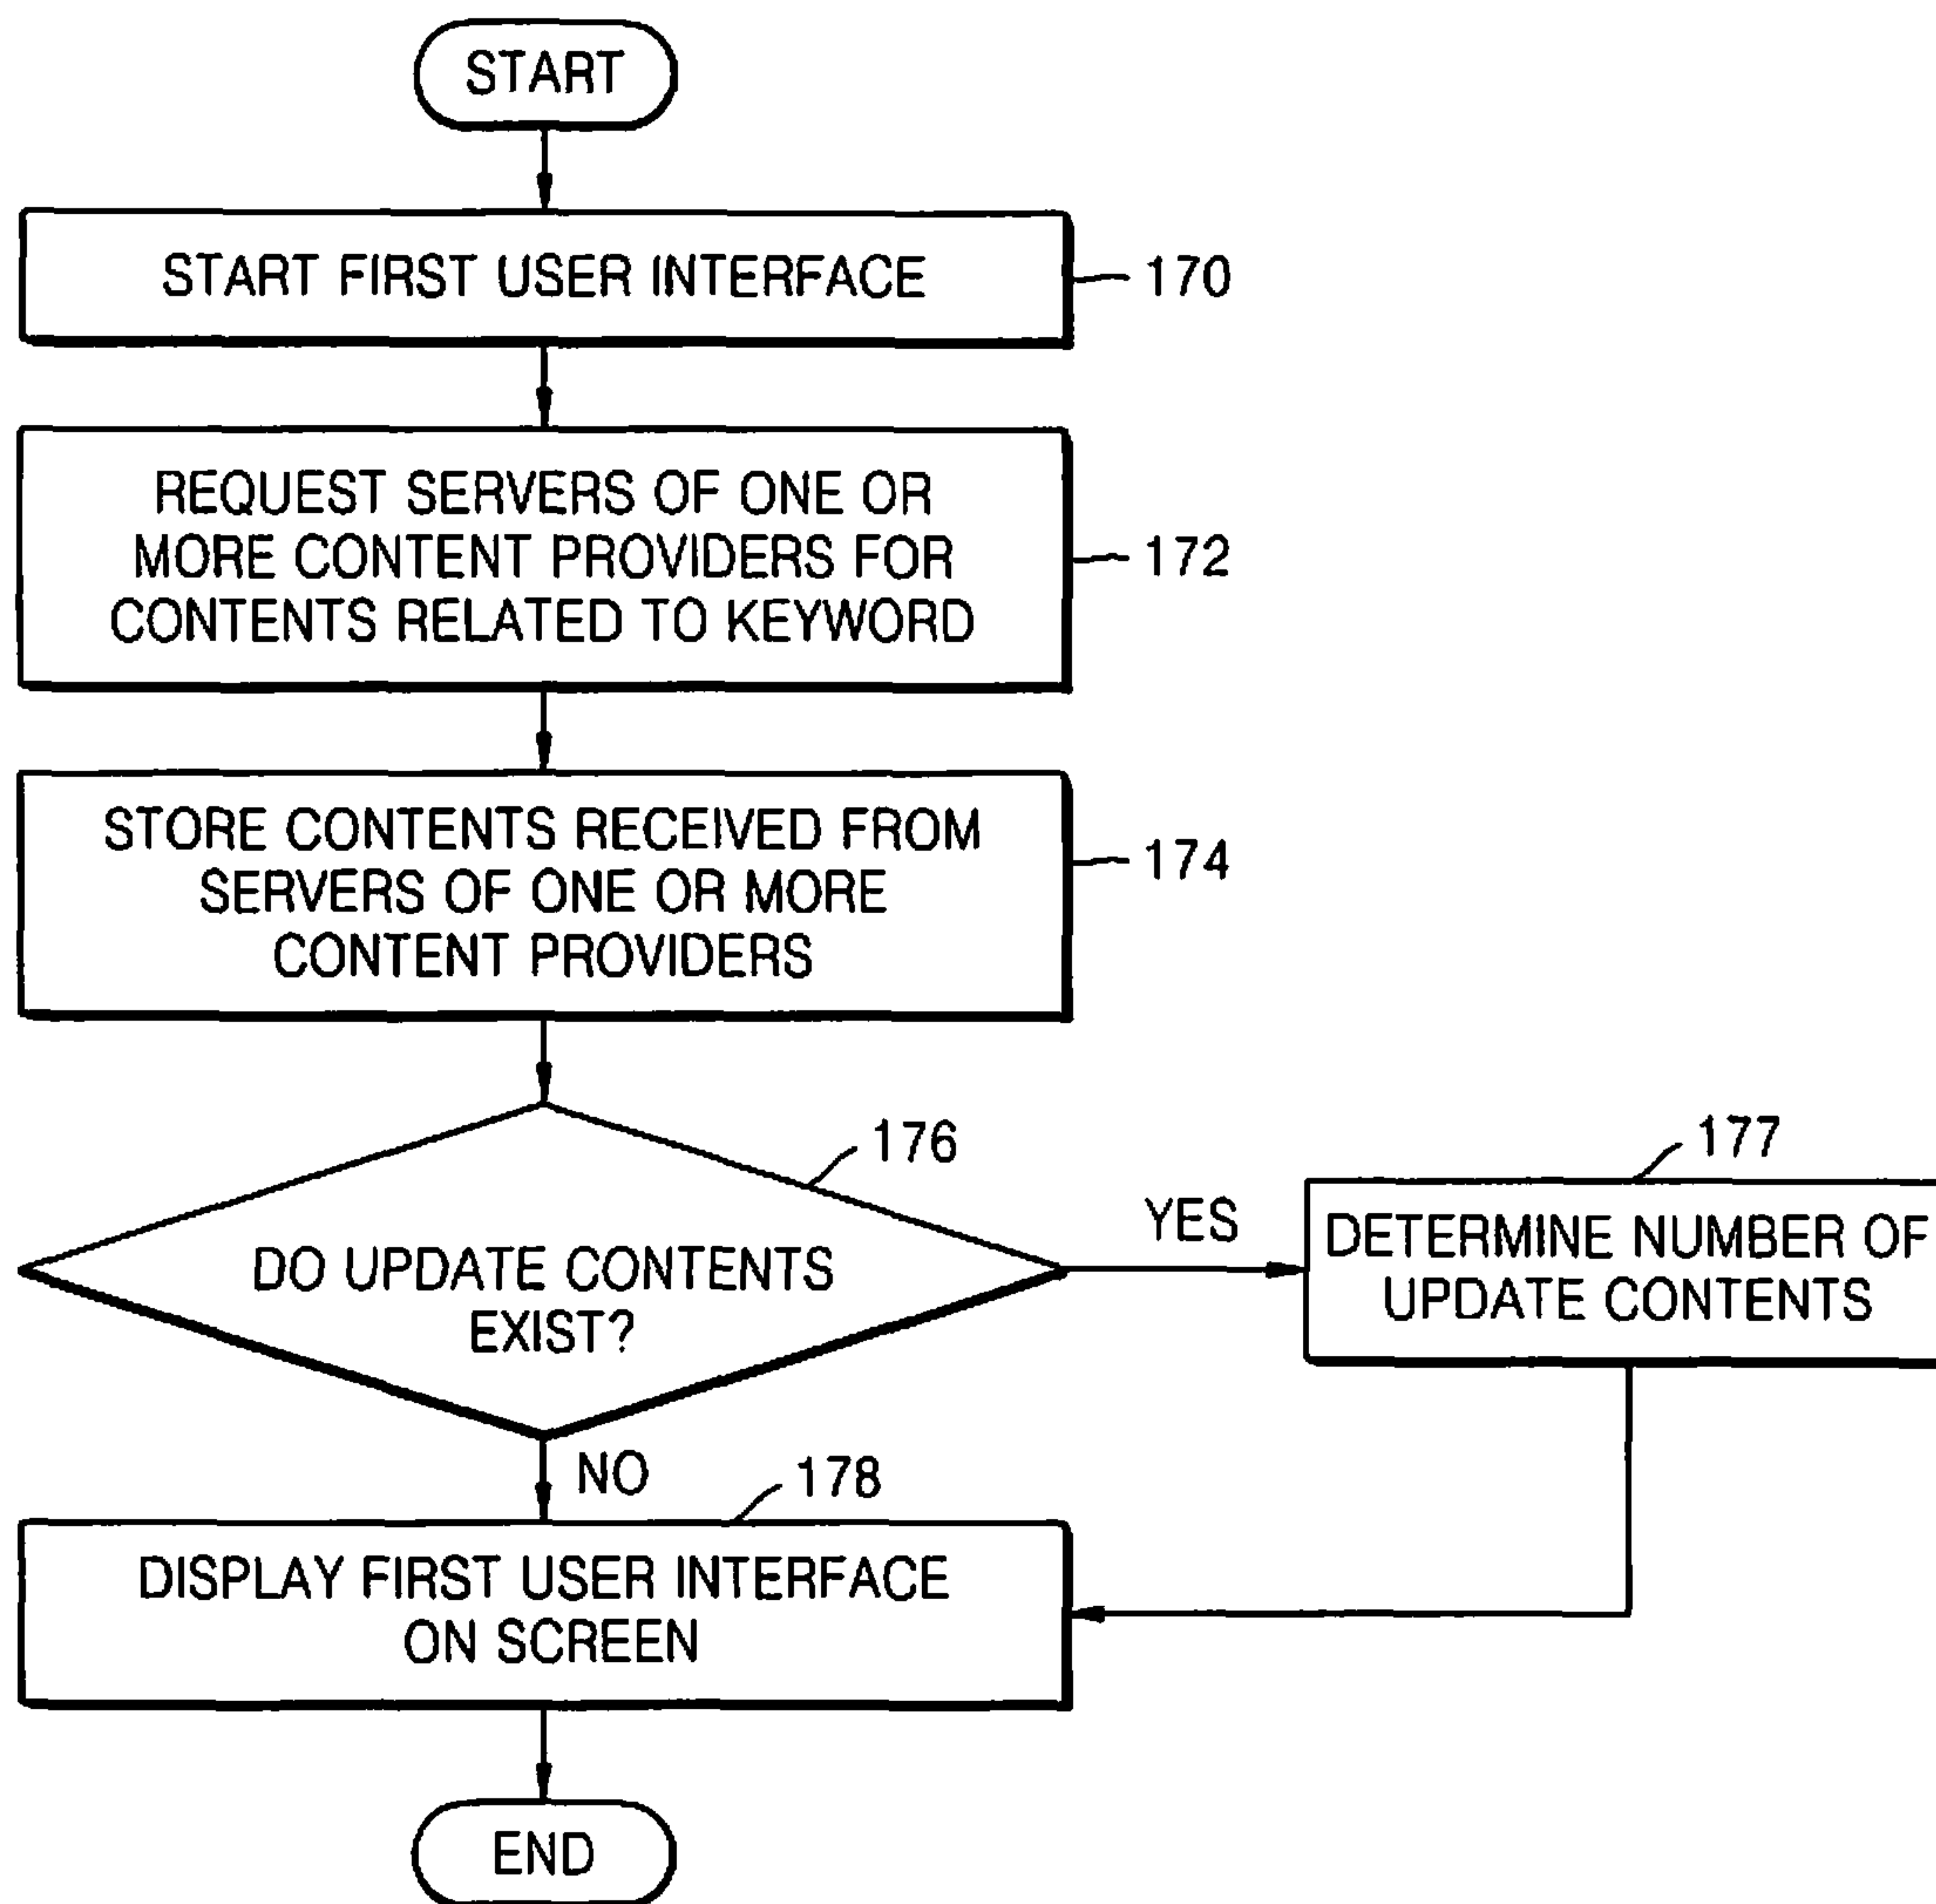 START
START FIRST USER INTERFACE
170
REQUEST SERVERS OF ONE OR
MORE CONTENT PROVIDERS FOR
CONTENTS RELATED TO KEYWORD
172
STORE CONTENTS RECEIVED FROM
SERVERS OF ONE OR MORE
CONTENT PROVIDERS
174
176
DO UPDATE CONTENTS
EXIST?
YES
177
DETERMINE NUMBER OF
UPDATE CONTENTS
NO
178
DISPLAY FIRST USER INTERFACE
ON SCREEN
END